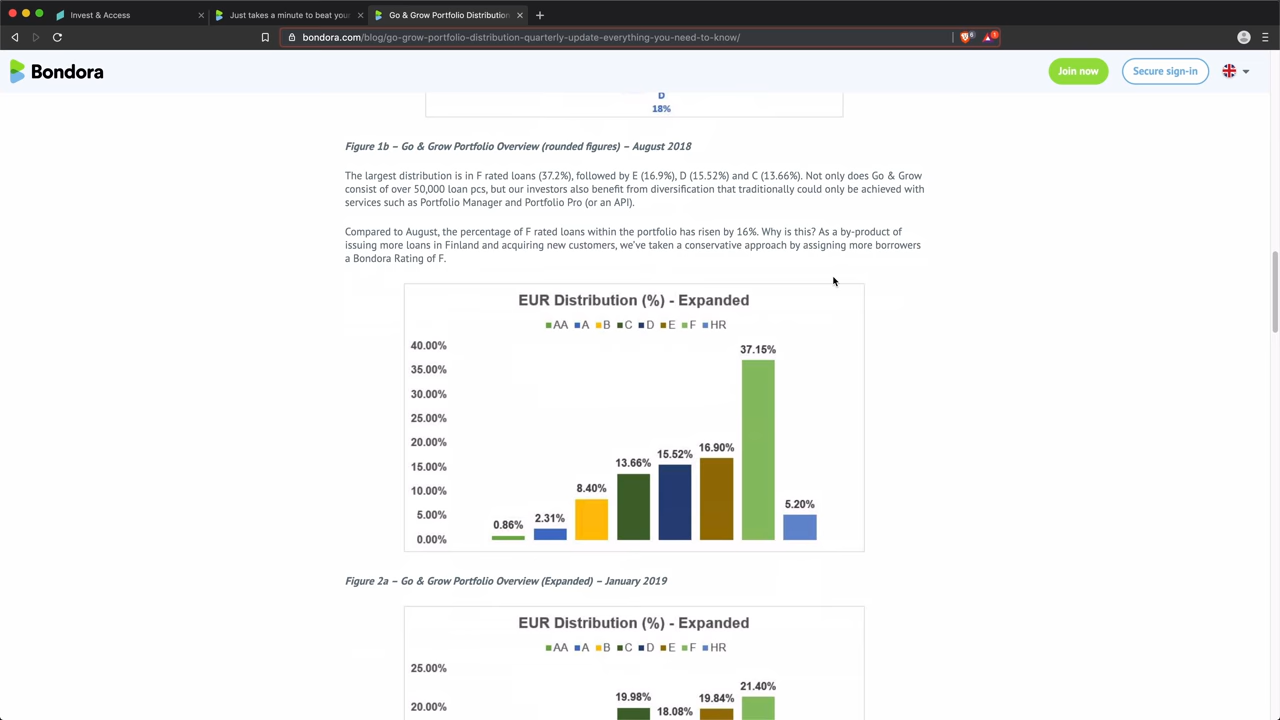 Invest & Access
Just takes a minute to beat your
Go & Grow Portfolio Distribution
bondora.com/blog/go-grow-portfolio-distribution-quarterly-update-everything-you-need-to-know/
6
1
Bondora
Join now
Secure sign-in
D
18%
Figure 1b – Go & Grow Portfolio Overview (rounded figures) – August 2018
The largest distribution is in F rated loans (37.2%), followed by E (16.9%), D (15.52%) and C (13.66%). Not only does Go & Grow
consist of over 50,000 loan pcs, but our investors also benefit from diversification that traditionally could only be achieved with
services such as Portfolio Manager and Portfolio Pro (or an API).
Compared to August, the percentage of F rated loans within the portfolio has risen by 16%. Why is this? As a by-product of
issuing more loans in Finland and acquiring new customers, we've taken a conservative approach by assigning more borrowers
a Bondora Rating of F.
EUR Distribution (%) - Expanded
AA A B C D E F HR
40.00%
35.00%
30.00%
25.00%
20.00%
15.00%
10.00%
5.00%
0.00%
0.86%
2.31%
8.40%
13.66%
15.52%
16.90%
37.15%
5.20%
Figure 2a – Go & Grow Portfolio Overview (Expanded) – January 2019
EUR Distribution (%) - Expanded
AA A B C D E F HR
25.00%
20.00%
19.98%
18.08%
19.84%
21.40%